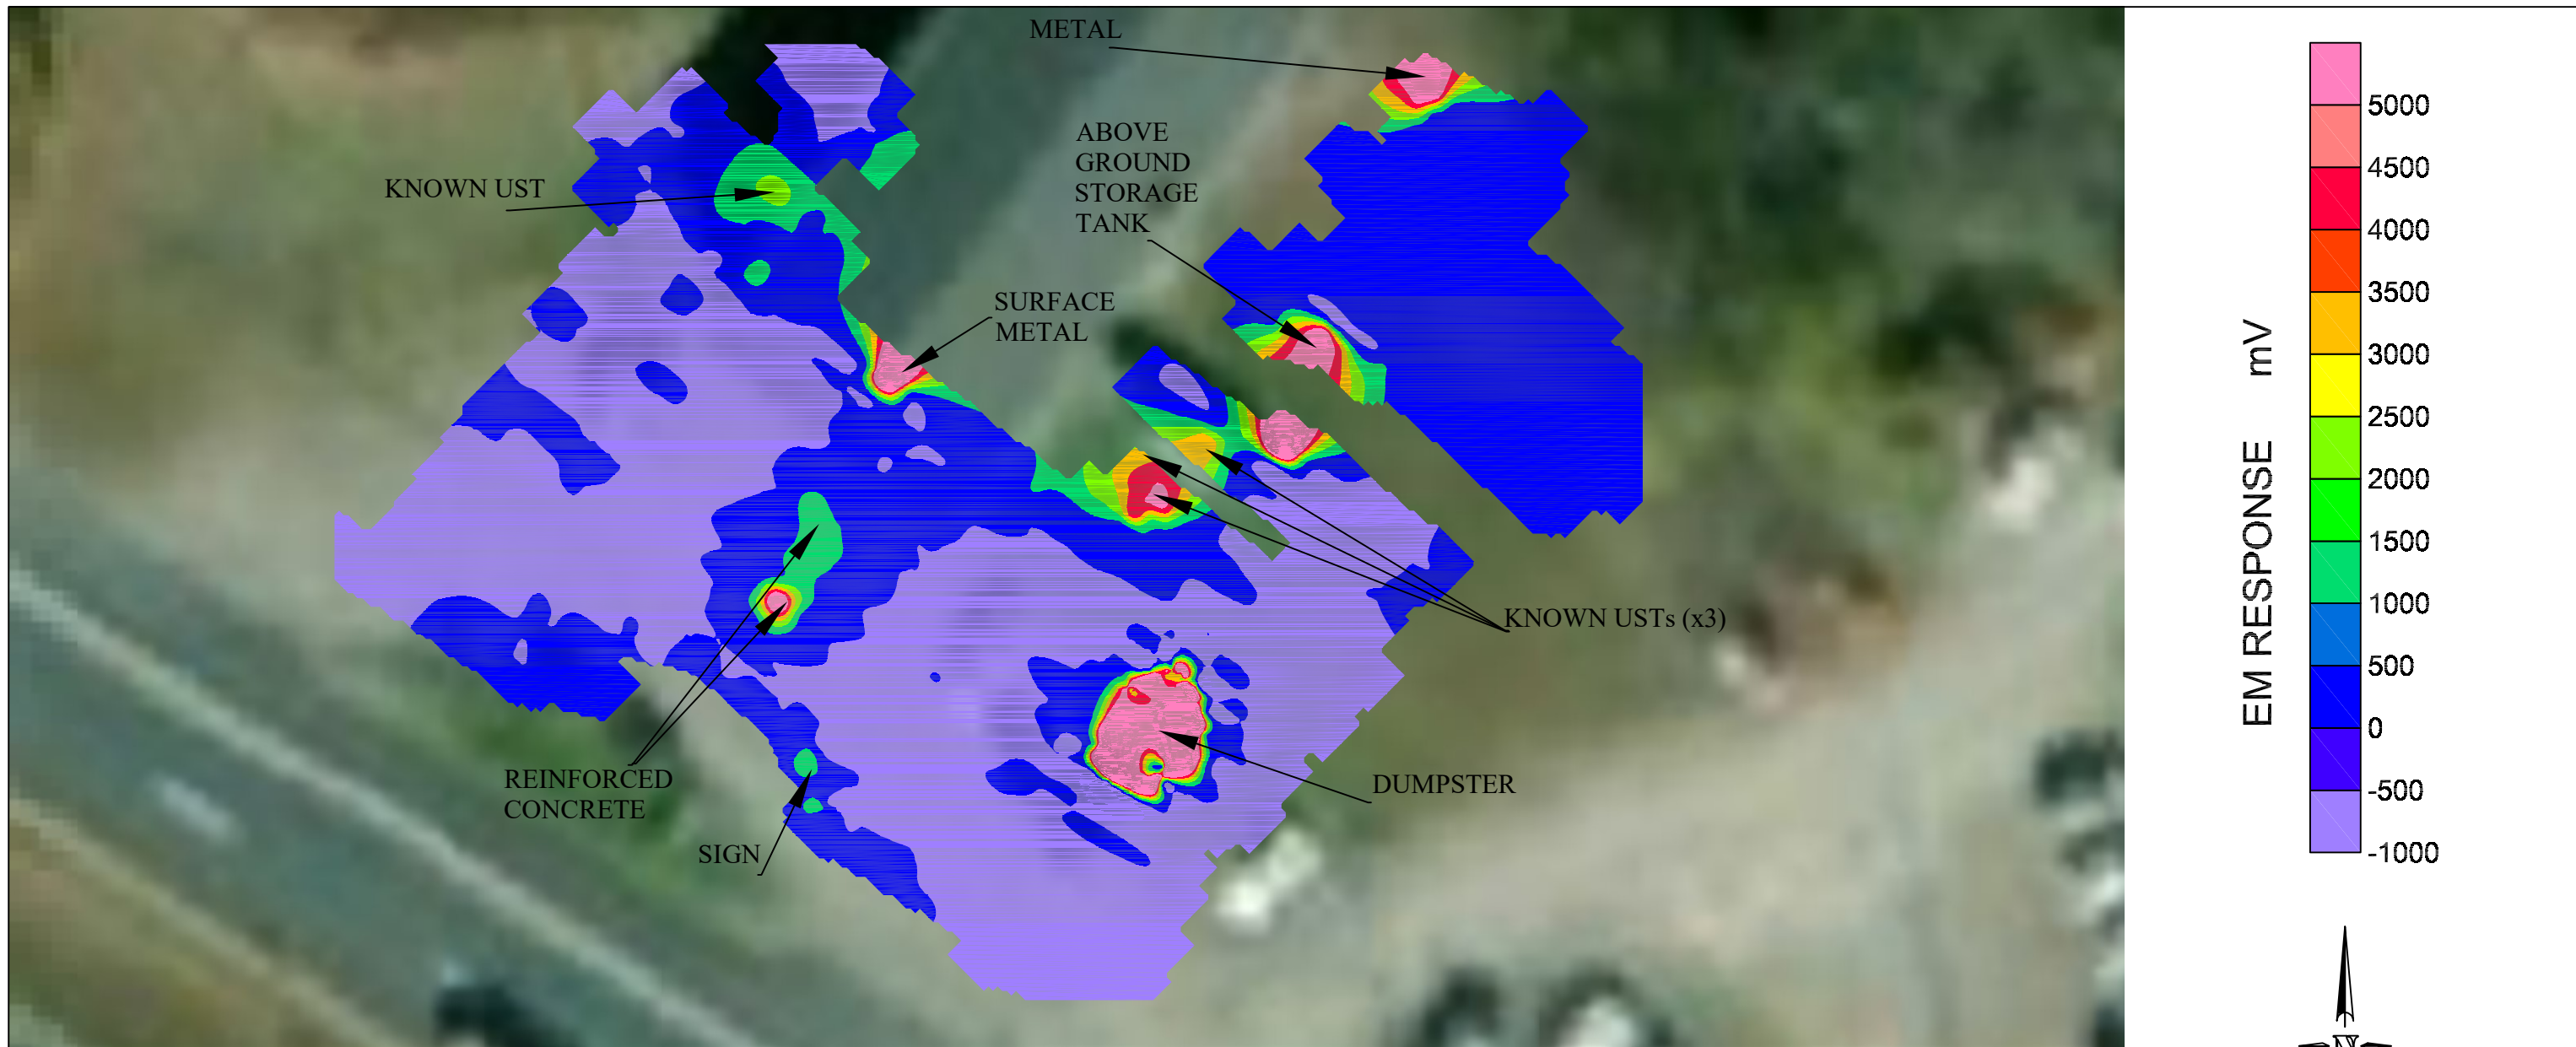 METAL
ABOVE
GROUND
STORAGE
TANK
KNOWN UST
SURFACE
METAL
KNOWN USTs (x3)
REINFORCED
CONCRETE
DUMPSTER
SIGN
EM RESPONSE mV
5000
4500
4000
3500
3000
2500
2000
1500
1000
500
0
-500
-1000
N